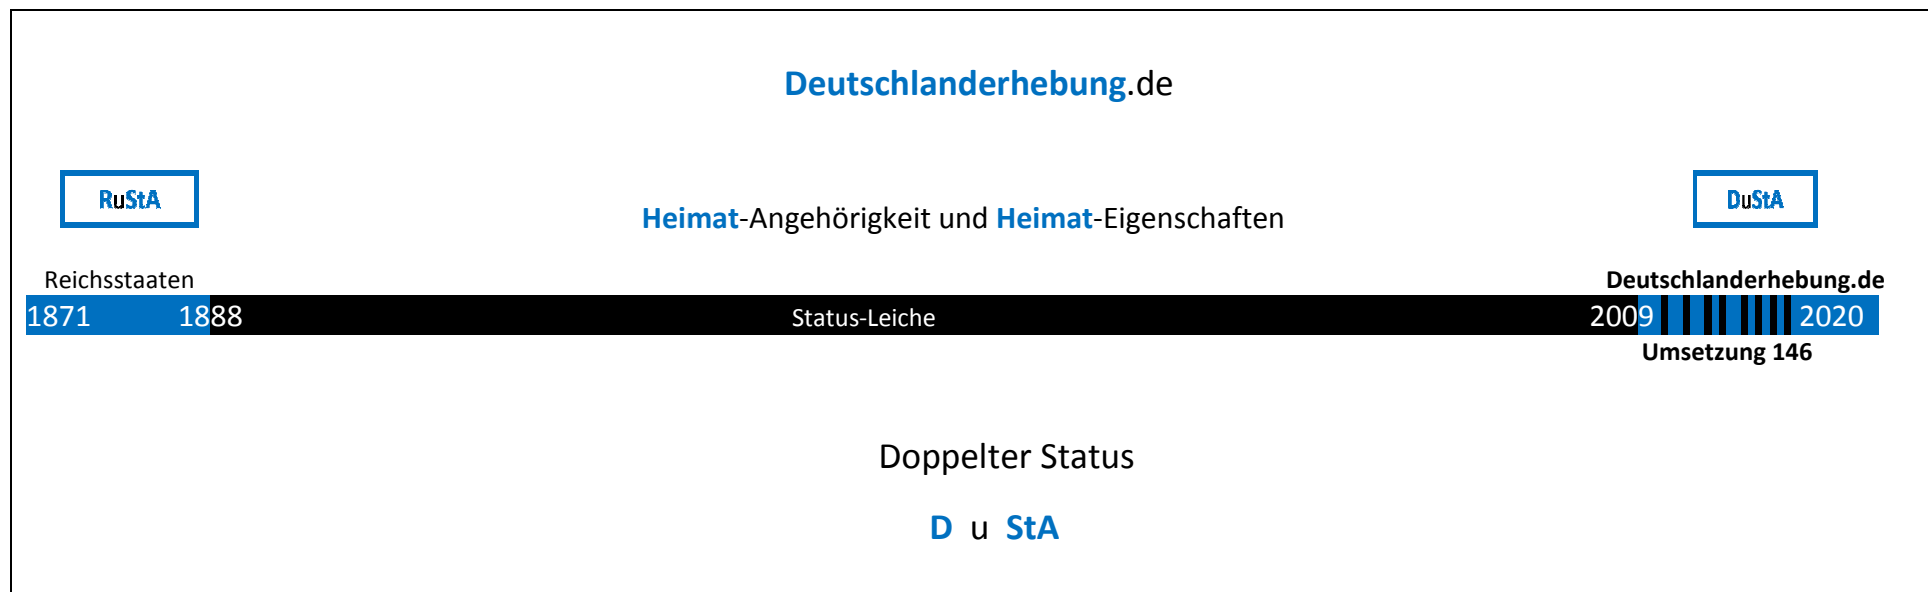 Deutschlanderhebung.de
RuStA
DuStA
Heimat-Angehörigkeit und Heimat-Eigenschaften
Reichsstaaten
Deutschlanderhebung.de
1871 1888 Status-Leiche 2009 2020
Umsetzung 146
Doppelter Status
D u StA